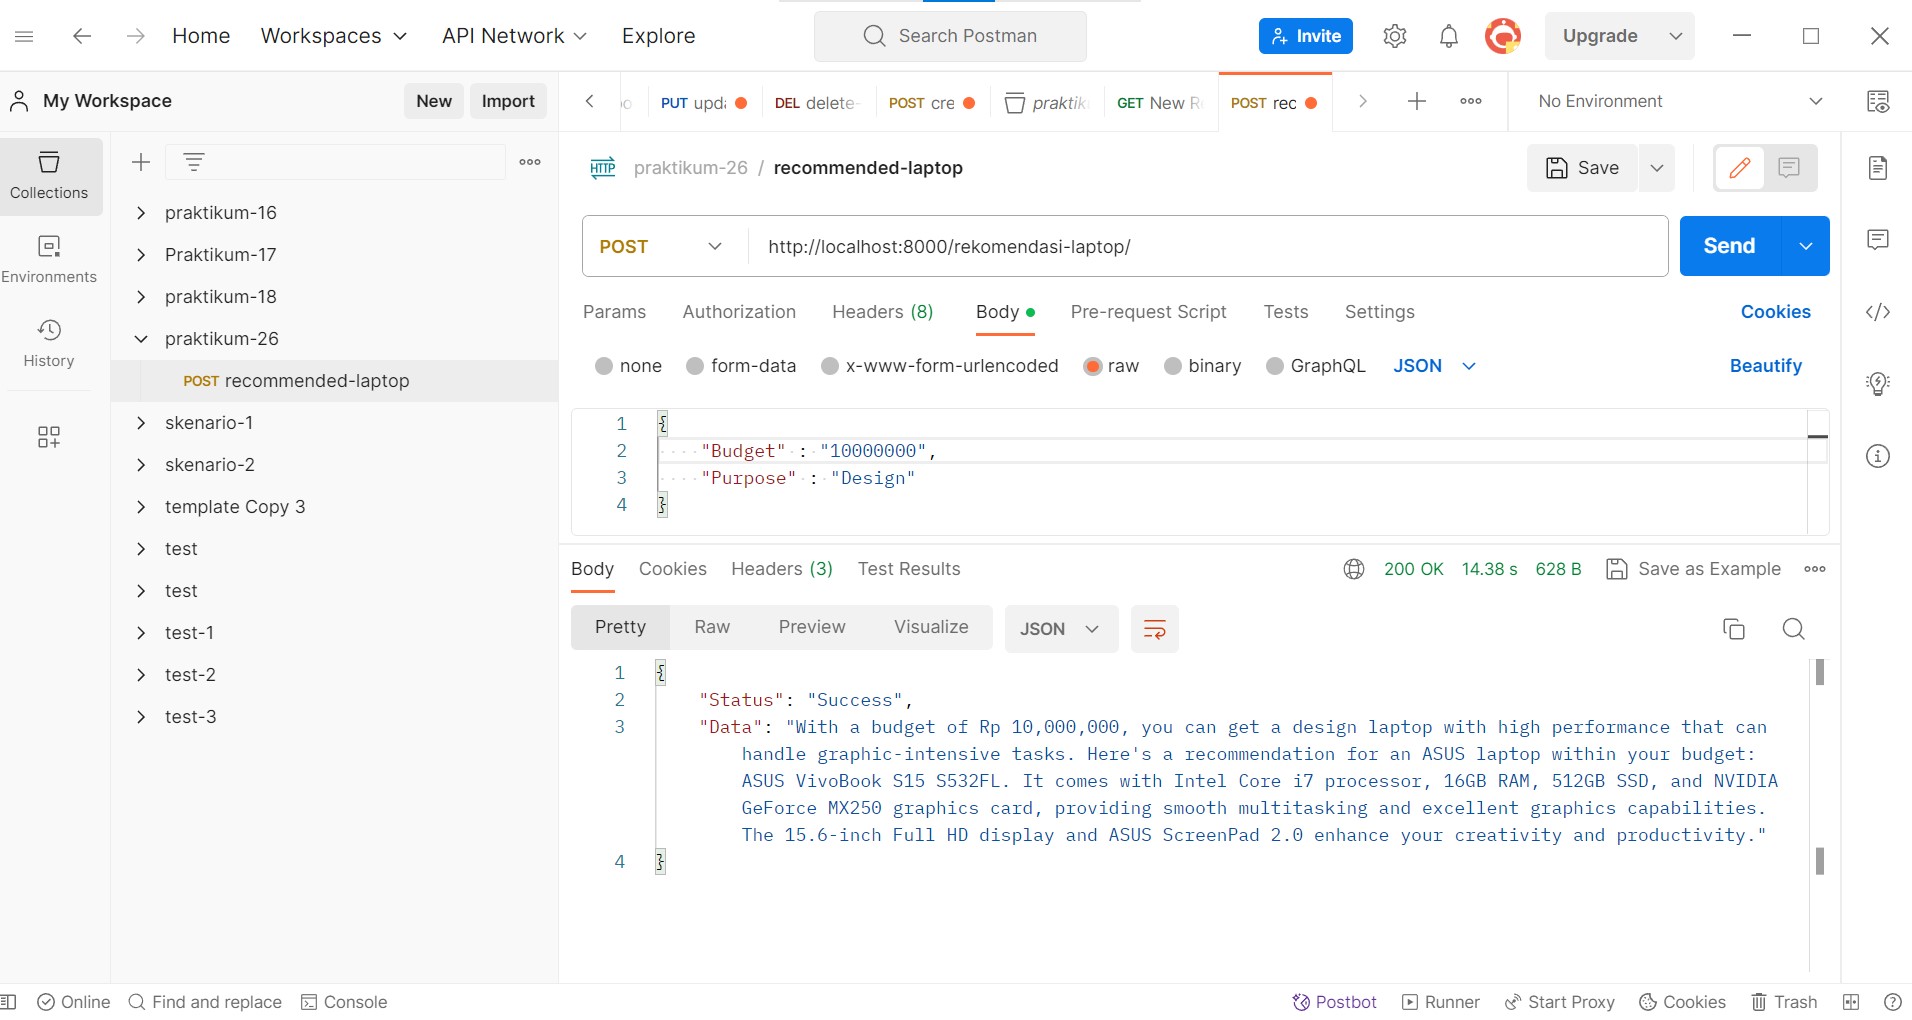 Home Workspaces API Network Explore Search Postman Invite Upgrade
My Workspace New Import
PUT upda DEL delete- POST cre praktik GET New R POST rec No Environment
Collections
Environments
History
praktikum-16
Praktikum-17
praktikum-18
praktikum-26
POST recommended-laptop
skenario-1
skenario-2
template Copy 3
test
test
test-1
test-2
test-3
HTTP praktikum-26 / recommended-laptop Save
POST http://localhost:8000/rekomendasi-laptop/ Send
Params Authorization Headers (8) Body Pre-request Script Tests Settings Cookies
none form-data x-www-form-urlencoded raw binary GraphQL JSON Beautify
1 {
2 "Budget" : "10000000",
3 "Purpose" : "Design"
4 }
Body Cookies Headers (3) Test Results 200 OK 14.38 s 628 B Save as Example
Pretty Raw Preview Visualize JSON
1 {
2 "Status": "Success",
3 "Data": "With a budget of Rp 10,000,000, you can get a design laptop with high performance that can
handle graphic-intensive tasks. Here's a recommendation for an ASUS laptop within your budget:
ASUS VivoBook S15 S532FL. It comes with Intel Core i7 processor, 16GB RAM, 512GB SSD, and NVIDIA
GeForce MX250 graphics card, providing smooth multitasking and excellent graphics capabilities.
The 15.6-inch Full HD display and ASUS ScreenPad 2.0 enhance your creativity and productivity."
4 }
Online Find and replace Console Postbot Runner Start Proxy Cookies Trash